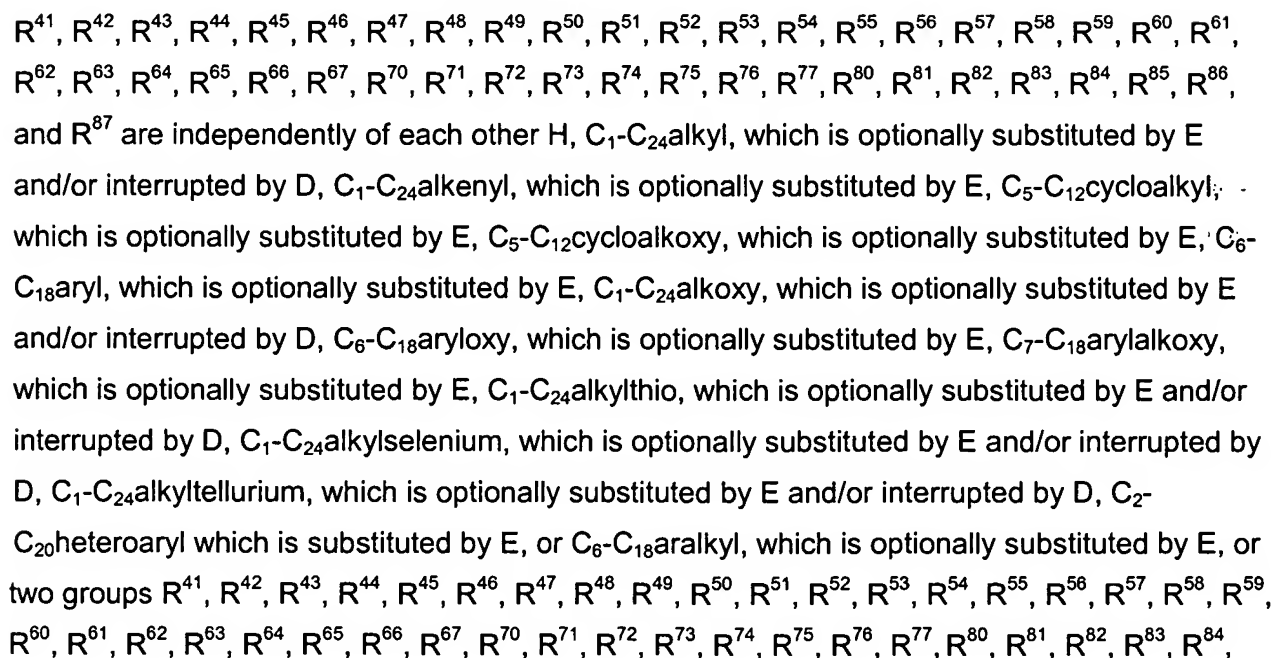 R⁴¹, R⁴², R⁴³, R⁴⁴, R⁴⁵, R⁴⁶, R⁴⁷, R⁴⁸, R⁴⁹, R⁵⁰, R⁵¹, R⁵², R⁵³, R⁵⁴, R⁵⁵, R⁵⁶, R⁵⁷, R⁵⁸, R⁵⁹, R⁶⁰, R⁶¹,
R⁶², R⁶³, R⁶⁴, R⁶⁵, R⁶⁶, R⁶⁷, R⁷⁰, R⁷¹, R⁷², R⁷³, R⁷⁴, R⁷⁵, R⁷⁶, R⁷⁷, R⁸⁰, R⁸¹, R⁸², R⁸³, R⁸⁴, R⁸⁵, R⁸⁶,
and R⁸⁷ are independently of each other H, C₁-C₂₄alkyl, which is optionally substituted by E
and/or interrupted by D, C₁-C₂₄alkenyl, which is optionally substituted by E, C₅-C₁₂cycloalkyl,
which is optionally substituted by E, C₅-C₁₂cycloalkoxy, which is optionally substituted by E, C₆-
C₁₈aryl, which is optionally substituted by E, C₁-C₂₄alkoxy, which is optionally substituted by E
and/or interrupted by D, C₆-C₁₈aryloxy, which is optionally substituted by E, C₇-C₁₈arylalkoxy,
which is optionally substituted by E, C₁-C₂₄alkylthio, which is optionally substituted by E and/or
interrupted by D, C₁-C₂₄alkylselenium, which is optionally substituted by E and/or interrupted by
D, C₁-C₂₄alkyltellurium, which is optionally substituted by E and/or interrupted by D, C₂-
C₂₀heteroaryl which is substituted by E, or C₆-C₁₈aralkyl, which is optionally substituted by E, or
two groups R⁴¹, R⁴², R⁴³, R⁴⁴, R⁴⁵, R⁴⁶, R⁴⁷, R⁴⁸, R⁴⁹, R⁵⁰, R⁵¹, R⁵², R⁵³, R⁵⁴, R⁵⁵, R⁵⁶, R⁵⁷, R⁵⁸, R⁵⁹,
R⁶⁰, R⁶¹, R⁶², R⁶³, R⁶⁴, R⁶⁵, R⁶⁶, R⁶⁷, R⁷⁰, R⁷¹, R⁷², R⁷³, R⁷⁴, R⁷⁵, R⁷⁶, R⁷⁷, R⁸⁰, R⁸¹, R⁸², R⁸³, R⁸⁴,